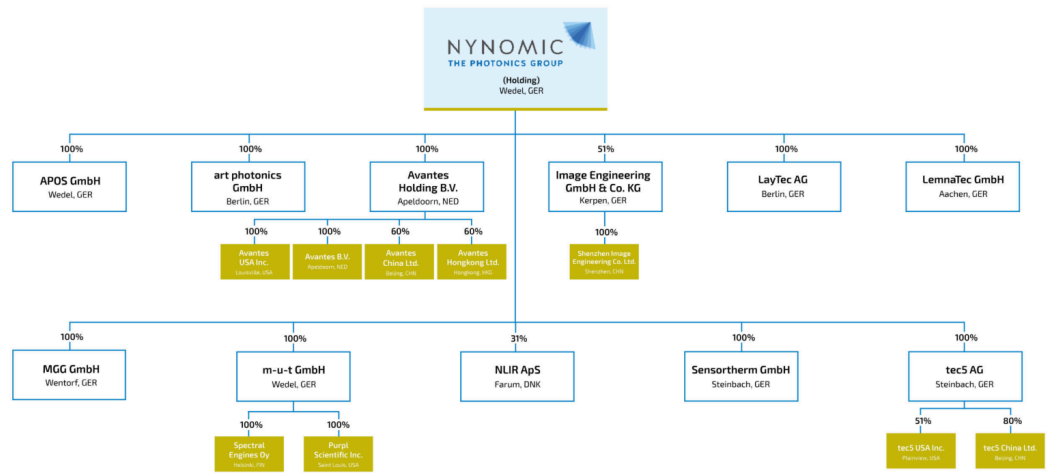 NYNOMIC
THE PHOTONICS GROUP
(Holding)
Wedel, GER
100%
100%
100%
51%
100%
100%
APOS GmbH
Wedel, GER
art photonics
GmbH
Berlin, GER
Avantes
Holding B.V.
Apeldoorn, NED
Image Engineering
GmbH & Co. KG
Kerpen, GER
LayTec AG
Berlin, GER
LemnaTec GmbH
Aachen, GER
100%
100%
60%
60%
100%
Avantes
USA Inc.
Louisville, USA
Avantes B.V.
Apeldoorn, NED
Avantes
China Ltd.
Beijing, CHN
Avantes
Hongkong Ltd.
Hongkong, HKG
Shenzhen Image
Engineering Co. Ltd.
Shenzhen, CHN
100%
100%
31%
100%
100%
MGG GmbH
Wentorf, GER
m-u-t GmbH
Wedel, GER
NLIR ApS
Farum, DNK
Sensortherm GmbH
Steinbach, GER
tec5 AG
Steinbach, GER
100%
100%
51%
80%
Spectral
Engines Oy
Helsinki, FIN
Purpl
Scientific Inc.
Saint Louis, USA
tec5 USA Inc.
Plainview, USA
tec5 China Ltd.
Beijing, CHN